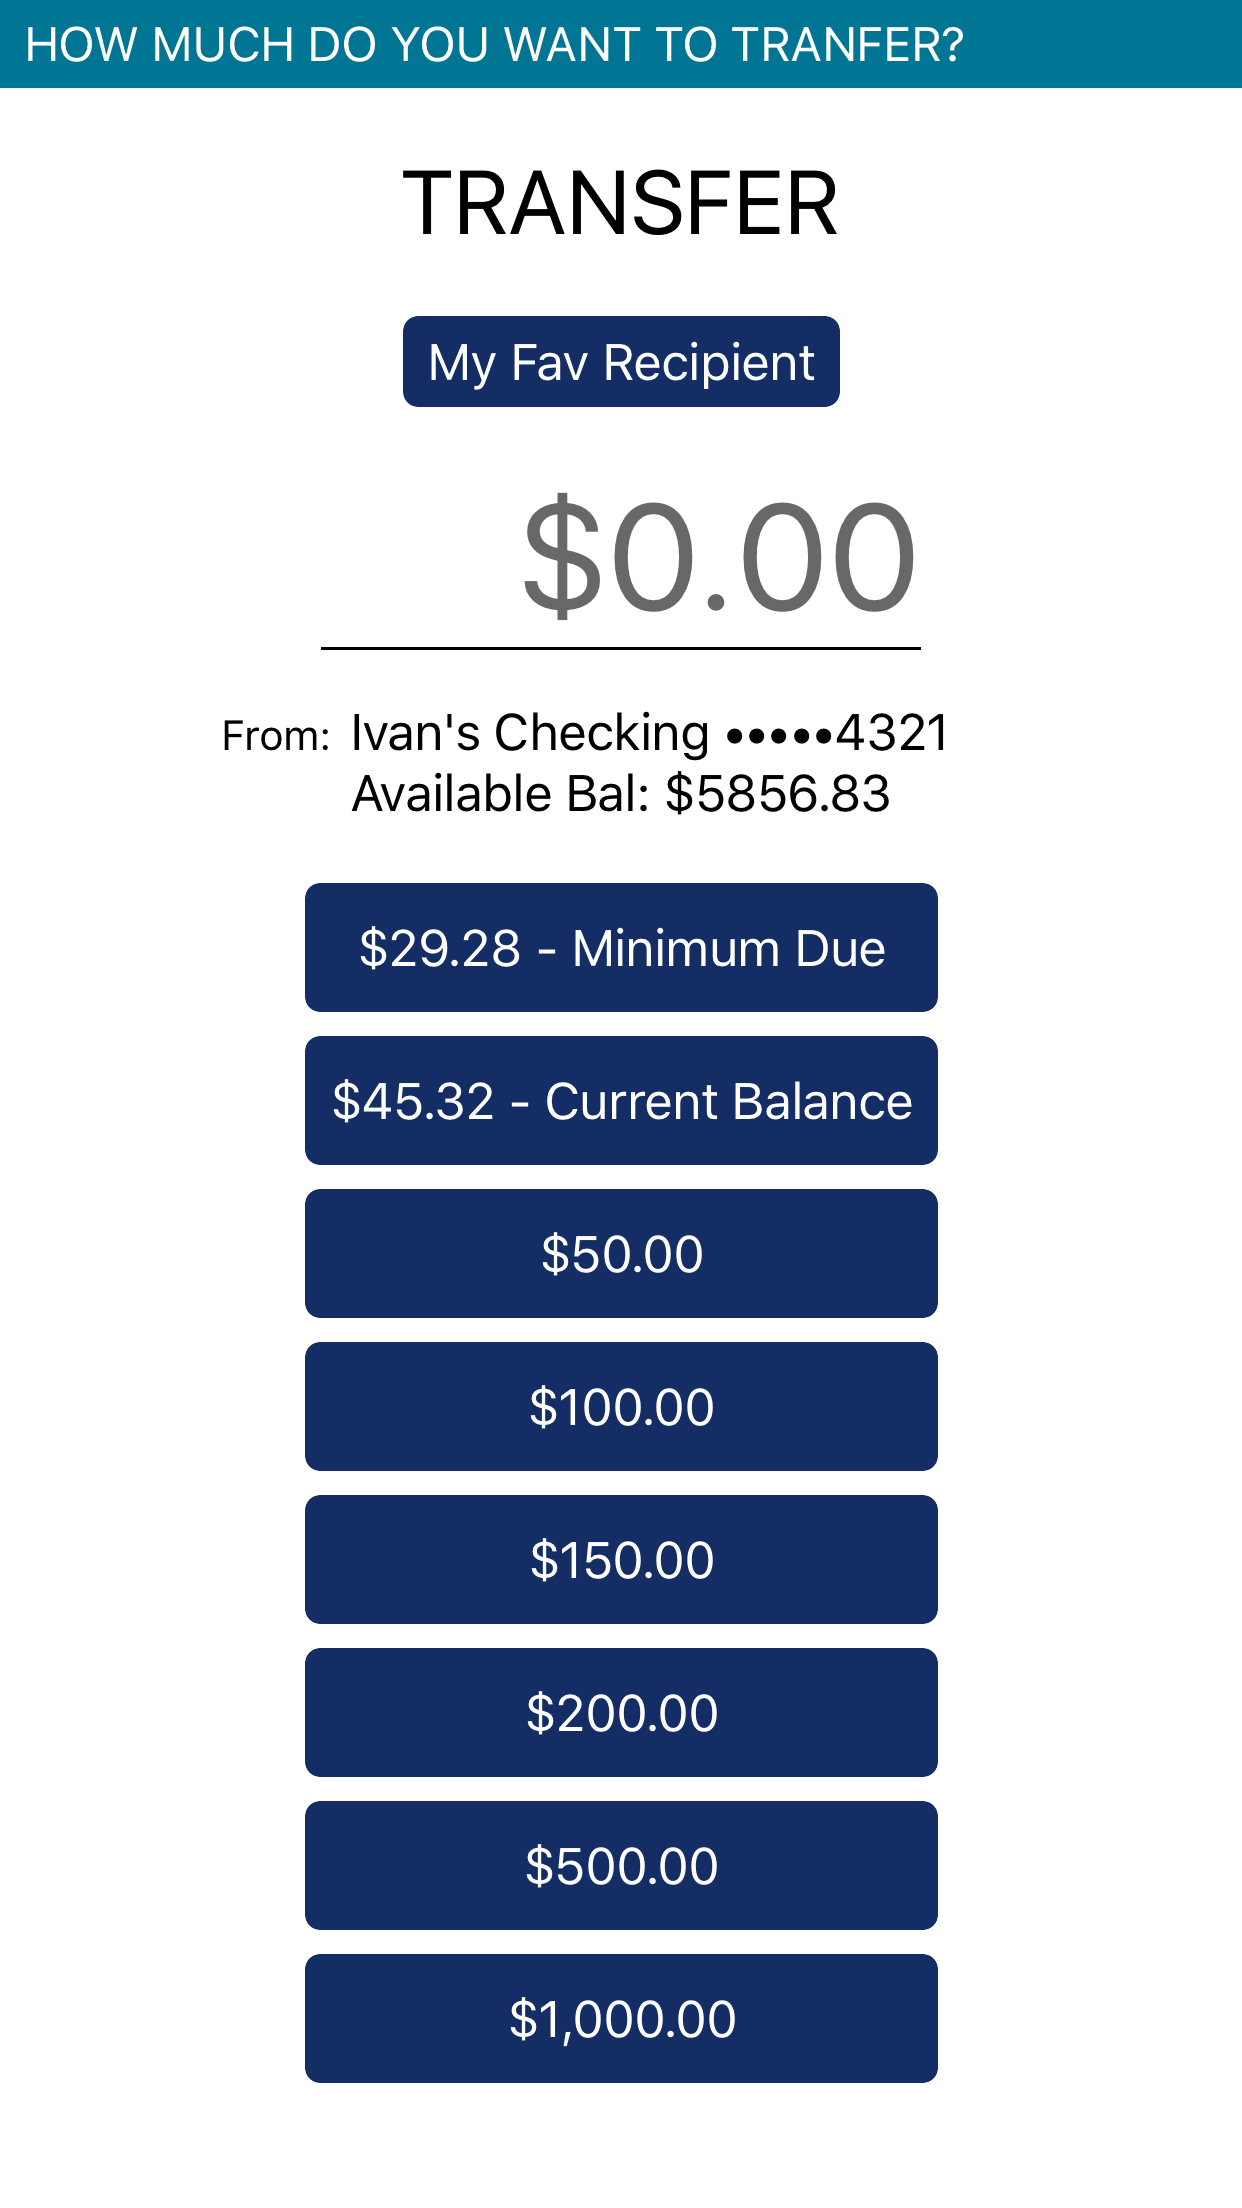 HOW MUCH DO YOU WANT TO TRANFER?
TRANSFER
My Fav Recipient
$0.00
From: Ivan's Checking •••••4321
Available Bal: $5856.83
$29.28 - Minimum Due
$45.32 - Current Balance
$50.00
$100.00
$150.00
$200.00
$500.00
$1,000.00